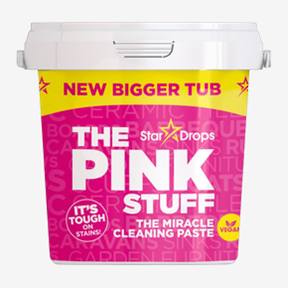 NEW BIGGER TUB
THE
Star Drops
PINK
STUFF
IT'S
TOUGH
ON
STAINS!
THE MIRACLE
CLEANING PASTE
VEGAN